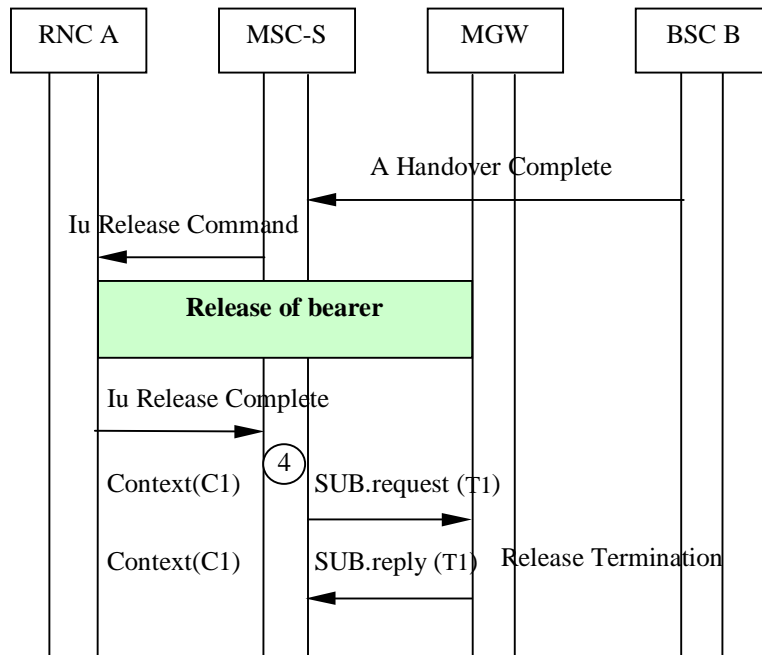 RNC A MSC-S MGW BSC B
A Handover Complete
Iu Release Command
Release of bearer
Iu Release Complete
4
Context(C1) SUB.request (T1)
Context(C1) SUB.reply (T1) Release Termination